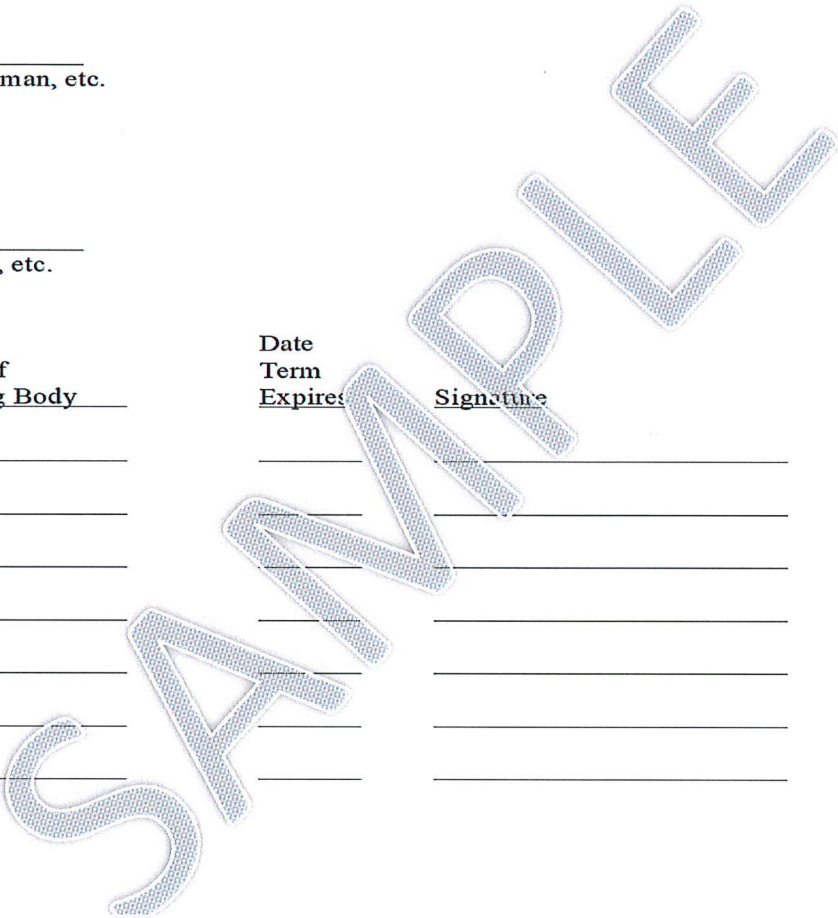 man, etc.
, etc.
Date
f Term
g Body Expires Signature
SAMPLE